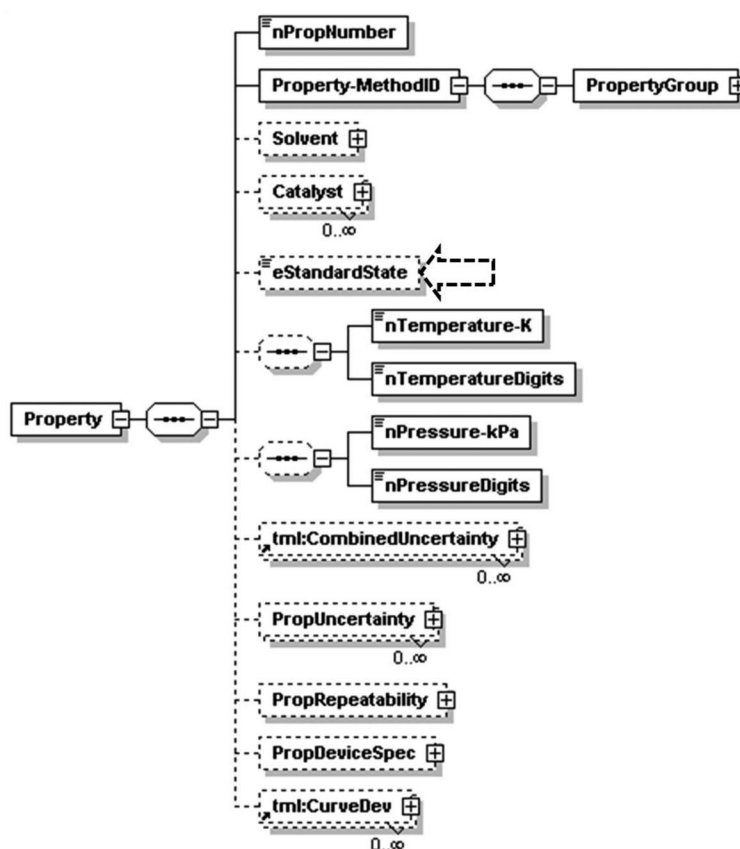 nPropNumber
Property-MethodID PropertyGroup
Solvent
Catalyst
0..∞
eStandardState
nTemperature-K
nTemperatureDigits
Property
nPressure-kPa
nPressureDigits
tml:CombinedUncertainty
0..∞
PropUncertainty
0..∞
PropRepeatability
PropDeviceSpec
tml:CurveDev
0..∞